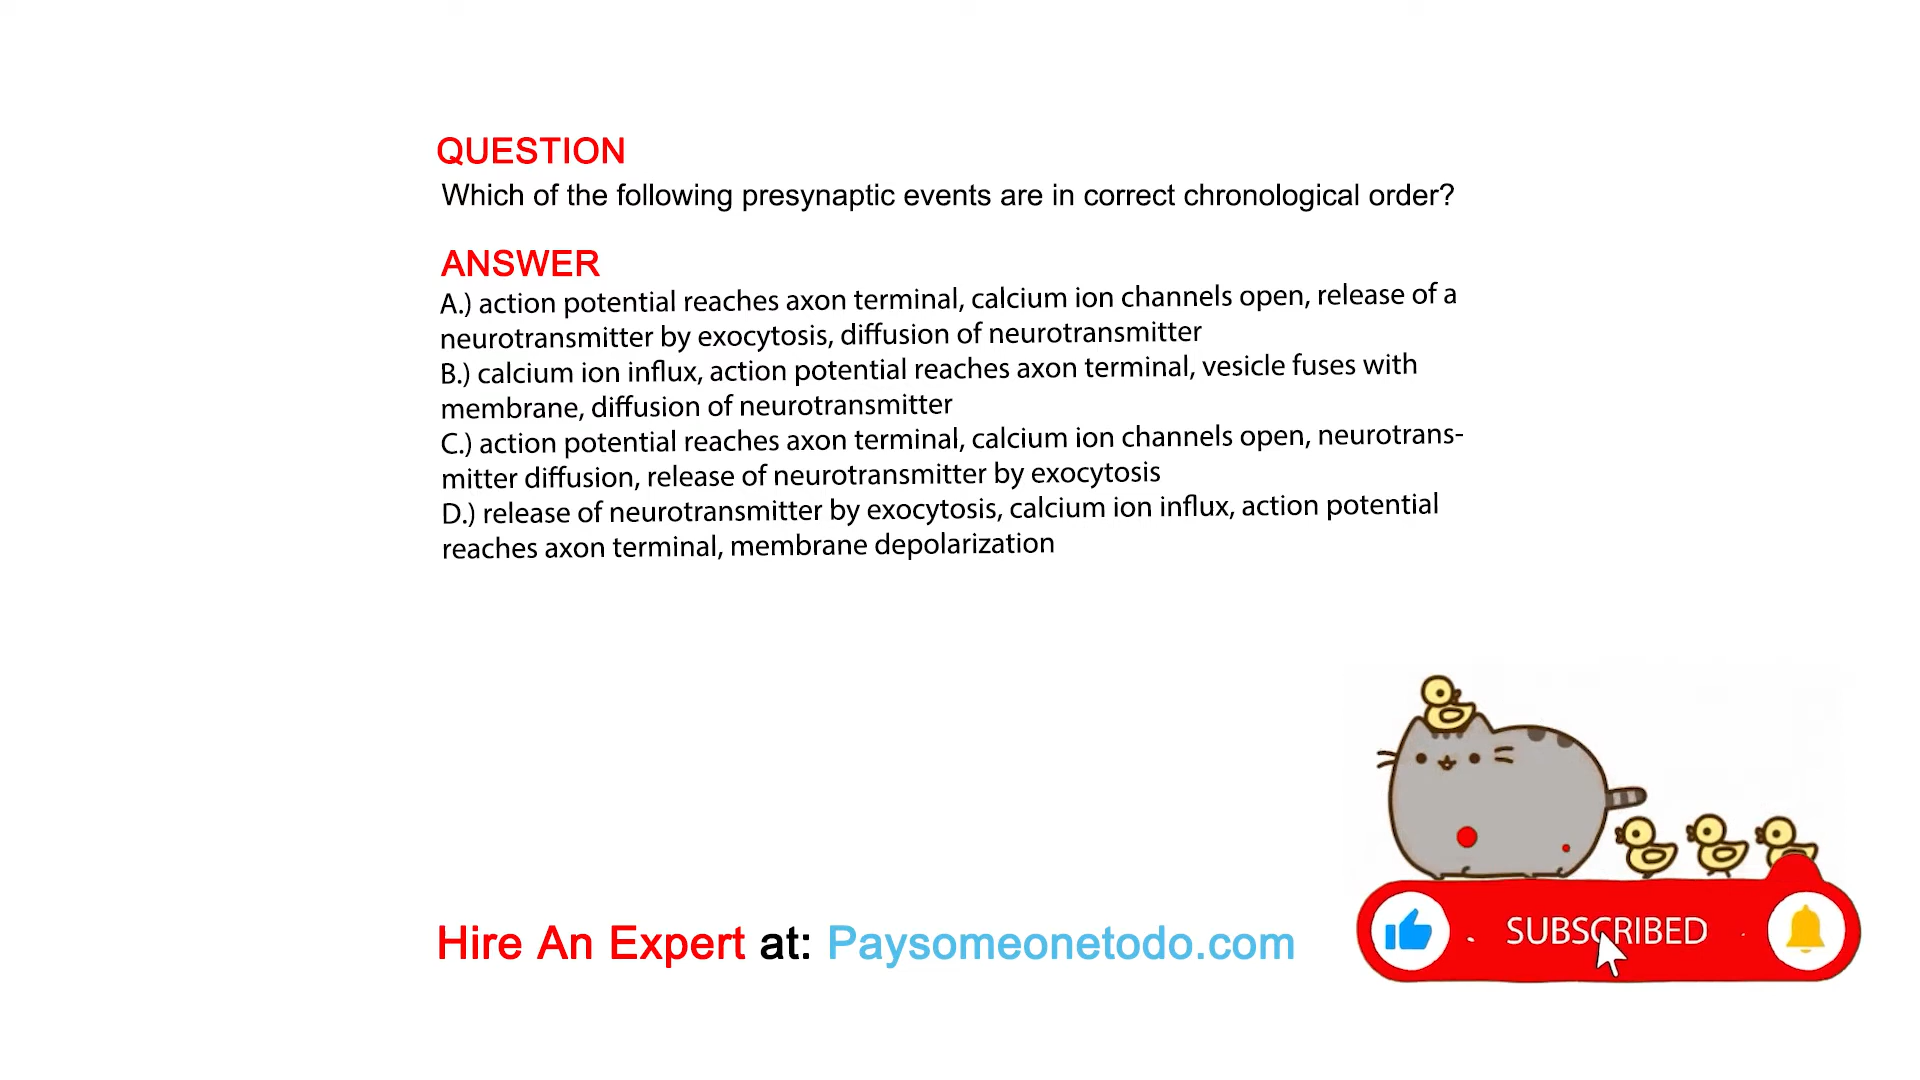 QUESTION
Which of the following presynaptic events are in correct chronological order?
ANSWER
A.) action potential reaches axon terminal, calcium ion channels open, release of a
neurotransmitter by exocytosis, diffusion of neurotransmitter
B.) calcium ion influx, action potential reaches axon terminal, vesicle fuses with
membrane, diffusion of neurotransmitter
C.) action potential reaches axon terminal, calcium ion channels open, neurotrans-
mitter diffusion, release of neurotransmitter by exocytosis
D.) release of neurotransmitter by exocytosis, calcium ion influx, action potential
reaches axon terminal, membrane depolarization
Hire An Expert at: Paysomeonetodo.com
SUBSCRIBED